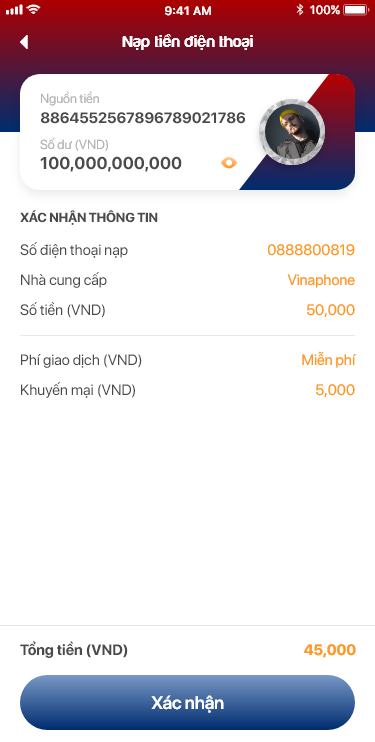 9:41 AM 100%
Nạp tiền điện thoại
Nguồn tiền
8864552567896789021786
Số dư (VND)
100,000,000,000
XÁC NHẬN THÔNG TIN
Số điện thoại nạp 0888800819
Nhà cung cấp Vinaphone
Số tiền (VND) 50,000
Phí giao dịch (VND) Miễn phí
Khuyến mại (VND) 5,000
Tổng tiền (VND) 45,000
Xác nhận